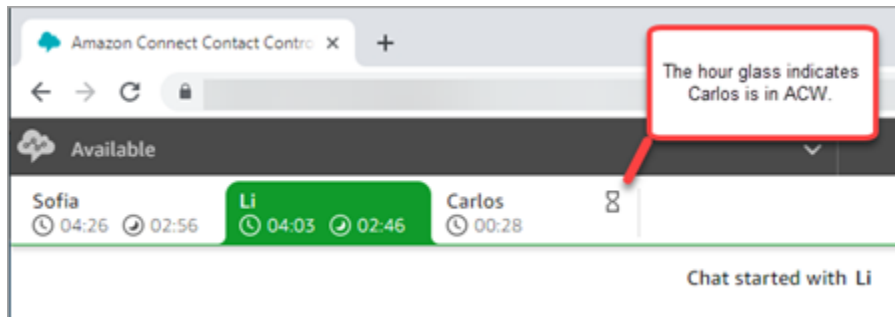 Amazon Connect Contact Contro
The hour glass indicates
Carlos is in ACW.
Available
Sofia
04:26 02:56
Li
04:03 02:46
Carlos
00:28
Chat started with Li